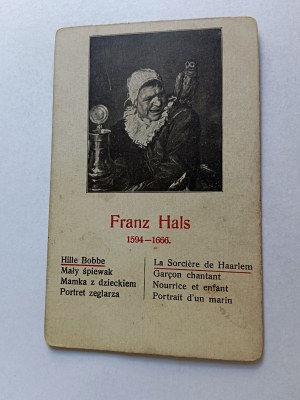 Franz Hals
1594—1666.
Hille Bobbe
Mały śpiewak
Mamka z dzieckiem
Portret żeglarza
La Sorcière de Haarlem
Garçon chantant
Nourrice et enfant
Portrait d'un marin